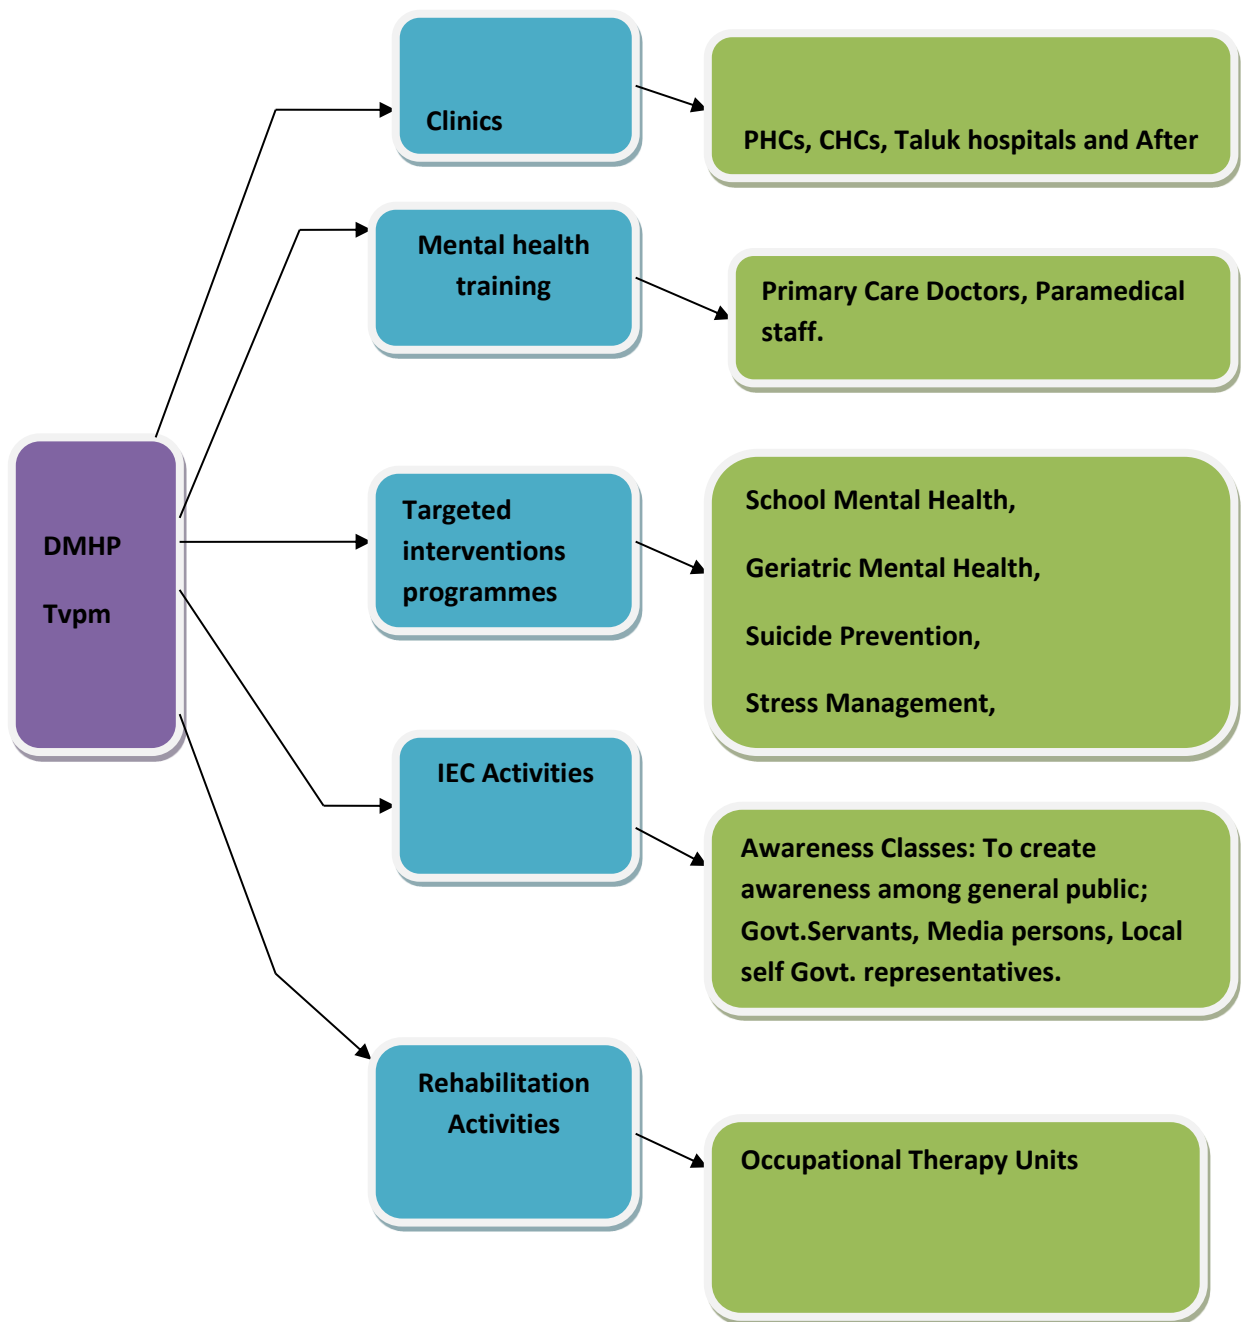 Clinics
PHCs, CHCs, Taluk hospitals and After
Mental health
training
Primary Care Doctors, Paramedical
staff.
DMHP
Tvpm
Targeted
interventions
programmes
School Mental Health,
Geriatric Mental Health,
Suicide Prevention,
Stress Management,
IEC Activities
Awareness Classes: To create
awareness among general public;
Govt.Servants, Media persons, Local
self Govt. representatives.
Rehabilitation
Activities
Occupational Therapy Units